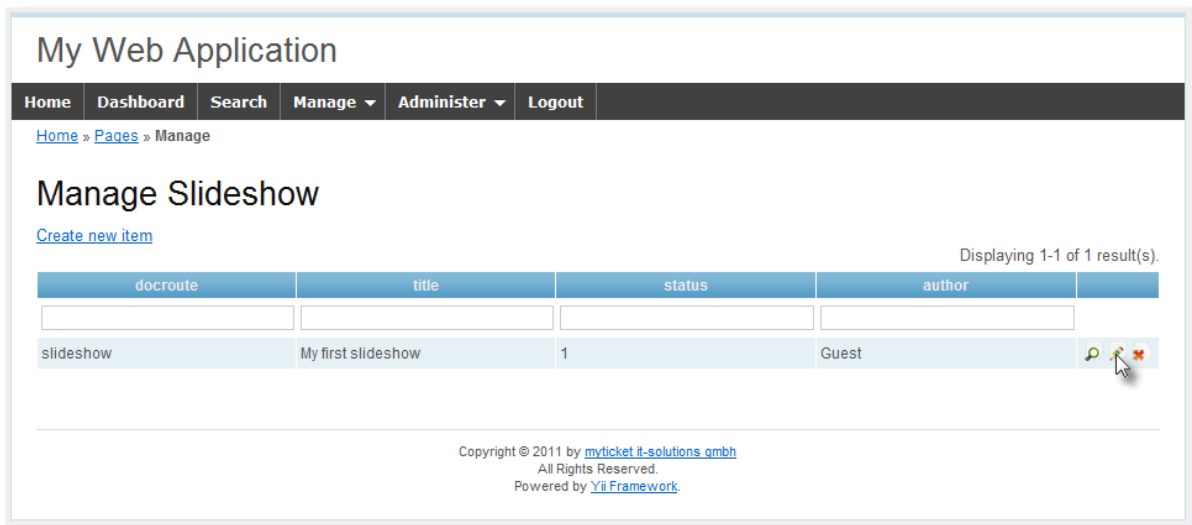 My Web Application
Home Dashboard Search Manage Administer Logout
Home » Pages » Manage
Manage Slideshow
Create new item
Displaying 1-1 of 1 result(s).
docroute title status author
slideshow My first slideshow 1 Guest
Copyright © 2011 by myticket it-solutions gmbh
All Rights Reserved.
Powered by Yii Framework.